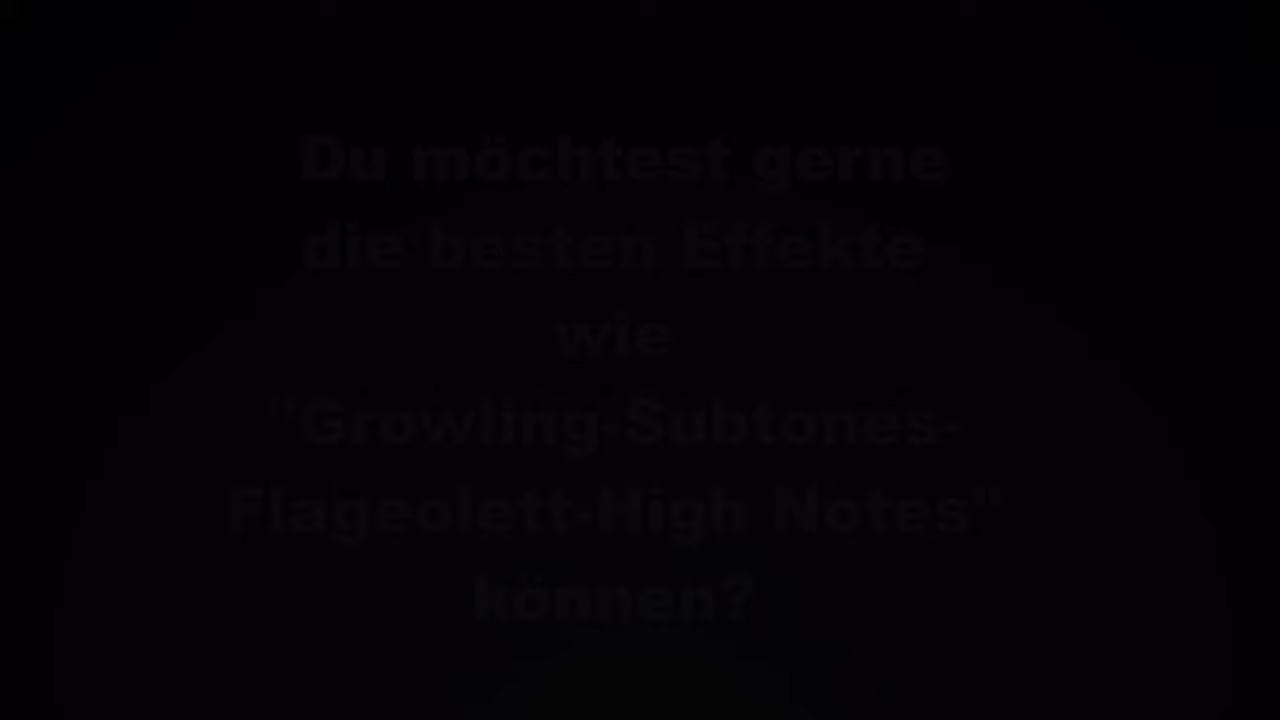 Du möchtest gerne
die besten Effekte
wie
"Growling-Subtones-
Flageolett-High Notes"
können?